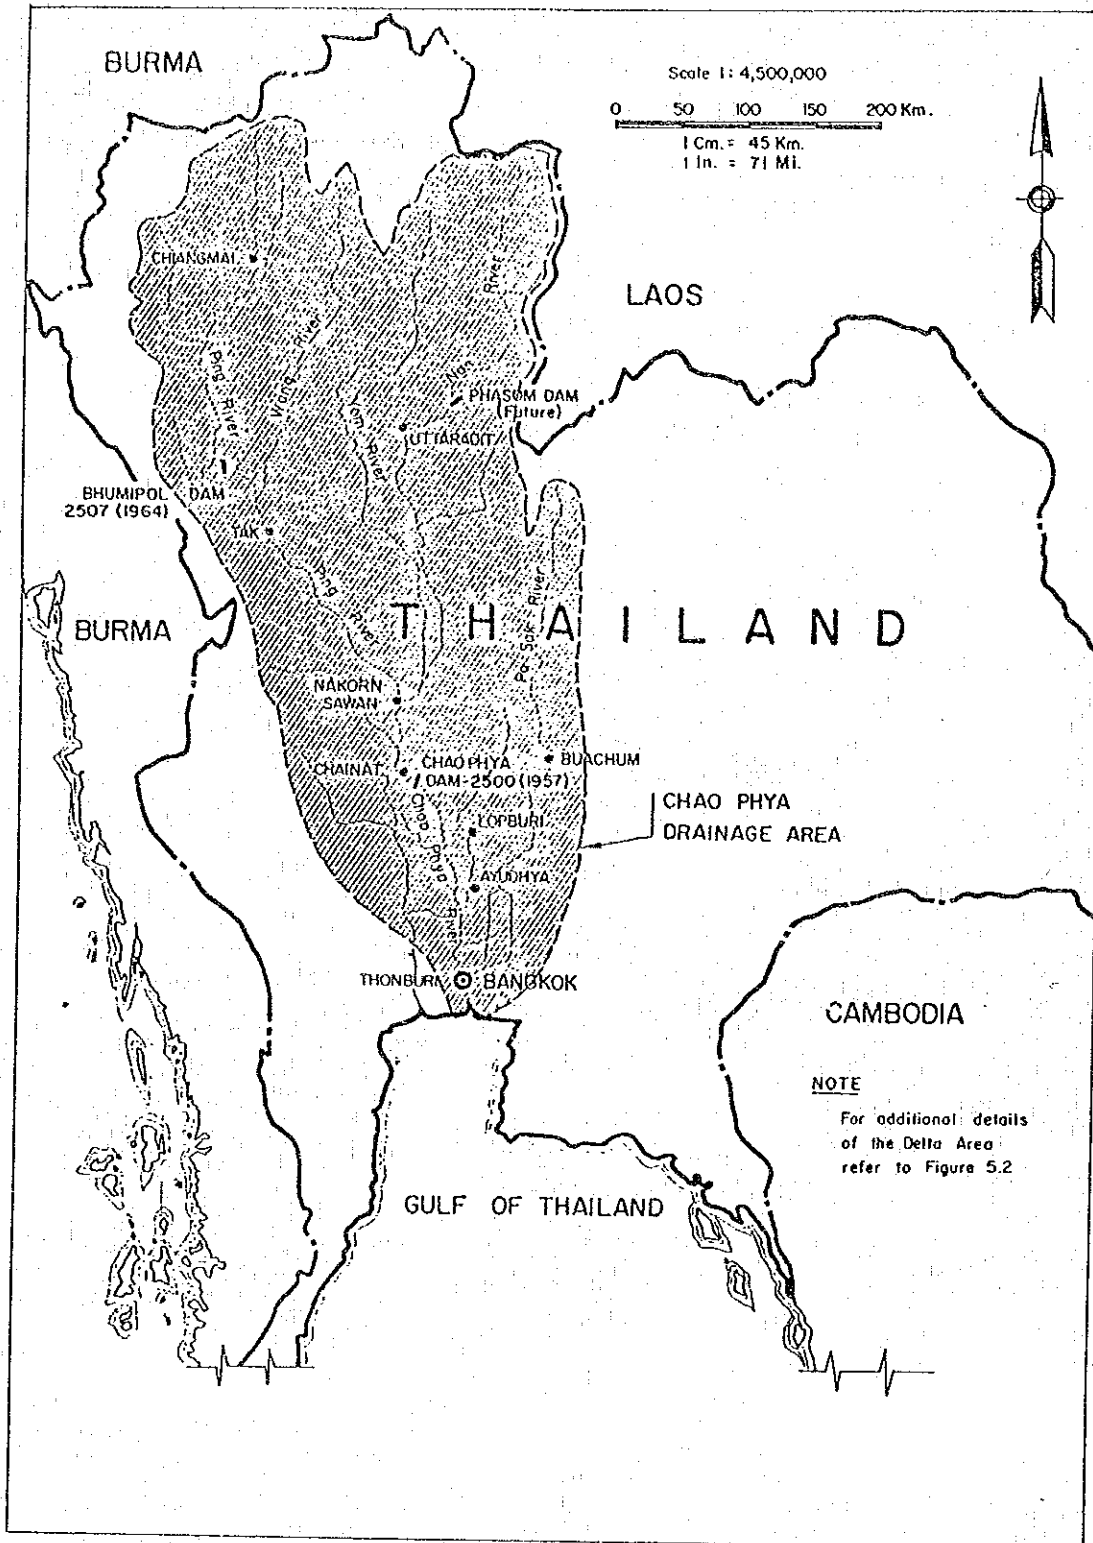 BURMA
Scale 1: 4,500,000
0 50 100 150 200 Km.
1 Cm. = 45 Km.
1 In. = 71 Mi.
CHIANGMAI
LAOS
River
Nan
Ping River
Wang River
Yom River
PHASOM DAM
(Future)
UTTARADIT
BHUMIPOL DAM
2507 (1964)
TAK
Ping River
Pa Sak River
BURMA
THAILAND
NAKORN
SAWAN
CHAINAT
CHAO PHYA
DAM-2500 (1957)
BUACHUM
Chao Phya River
LOPBURI
CHAO PHYA
DRAINAGE AREA
AYUDHYA
THONBURI
BANGKOK
CAMBODIA
NOTE
For additional details
of the Delta Area
refer to Figure 5.2
GULF OF THAILAND